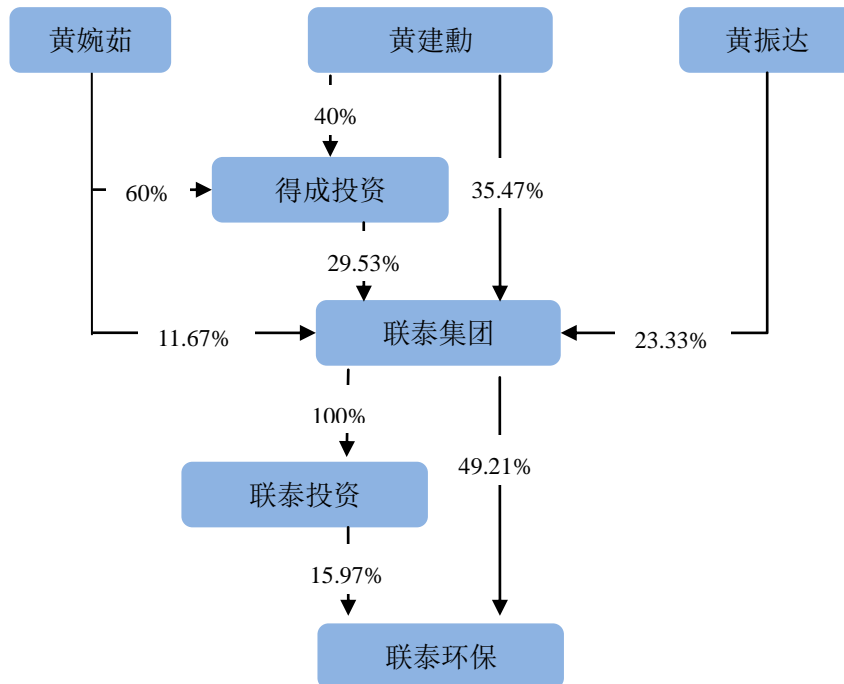 黄婉茹
黄建勳
黄振达
40%
得成投资
60%
35.47%
29.53%
联泰集团
11.67%
23.33%
100%
联泰投资
49.21%
15.97%
联泰环保